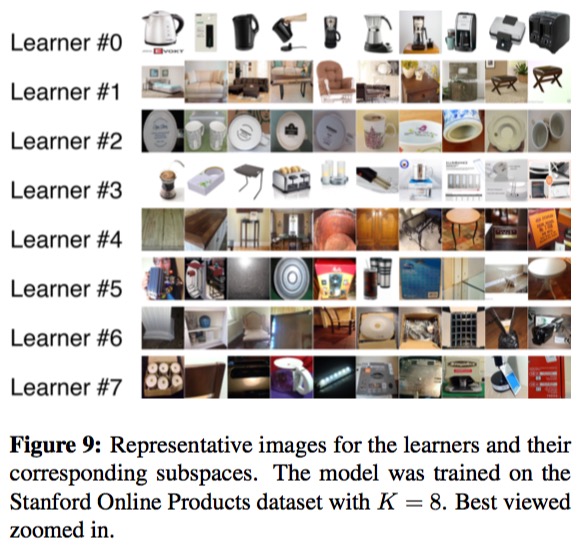 Learner #0
Learner #1
Learner #2
Learner #3
Learner #4
Learner #5
Learner #6
Learner #7
Figure 9: Representative images for the learners and their
corresponding subspaces. The model was trained on the
Stanford Online Products dataset with K = 8. Best viewed
zoomed in.